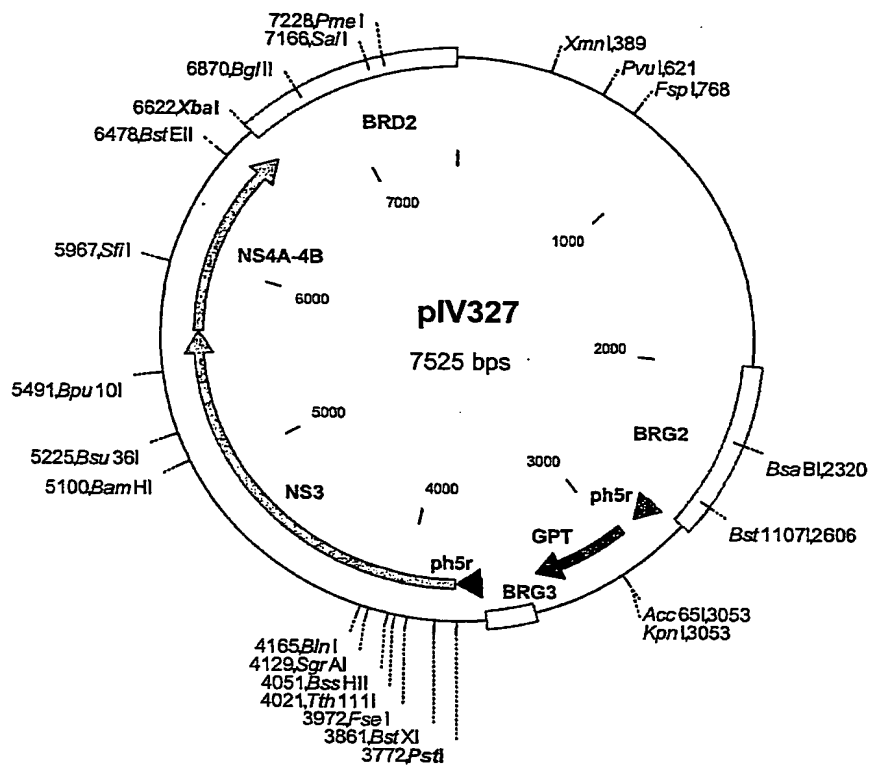 7228,PmeI
7166,SalI
6870,BglII
6622,XbaI
6478,BstEII
XmnI,389
PvuI,621
FspI,768
BRD2
7000
1000
5967,SfiI
NS4A-4B
6000
pIV327
7525 bps
2000
5491,Bpu10I
5000
BRG2
5225,Bsu36I
5100,BamHI
3000
BsaBI,2320
NS3
4000
ph5r
Bst1107I,2606
GPT
ph5r
BRG3
Acc65I,3053
KpnI,3053
4165,BlnI
4129,SgrAI
4051,BssHII
4021,Tth111I
3972,FseI
3861,BstXI
3772,PstI